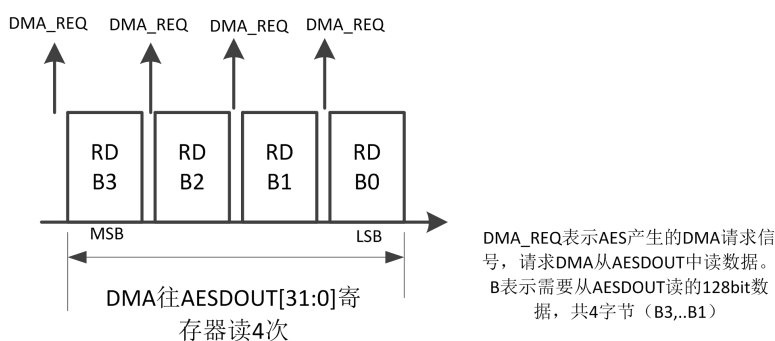 DMA_REQ DMA_REQ DMA_REQ DMA_REQ
RD RD RD RD
B3 B2 B1 B0
MSB LSB
DMA往AESDOUT[31:0]寄
存器读4次
DMA_REQ表示AES产生的DMA请求信
号，请求DMA从AESDOUT中读数据。
B表示需要从AESDOUT读的128bit数
据，共4字节（B3,..B1）